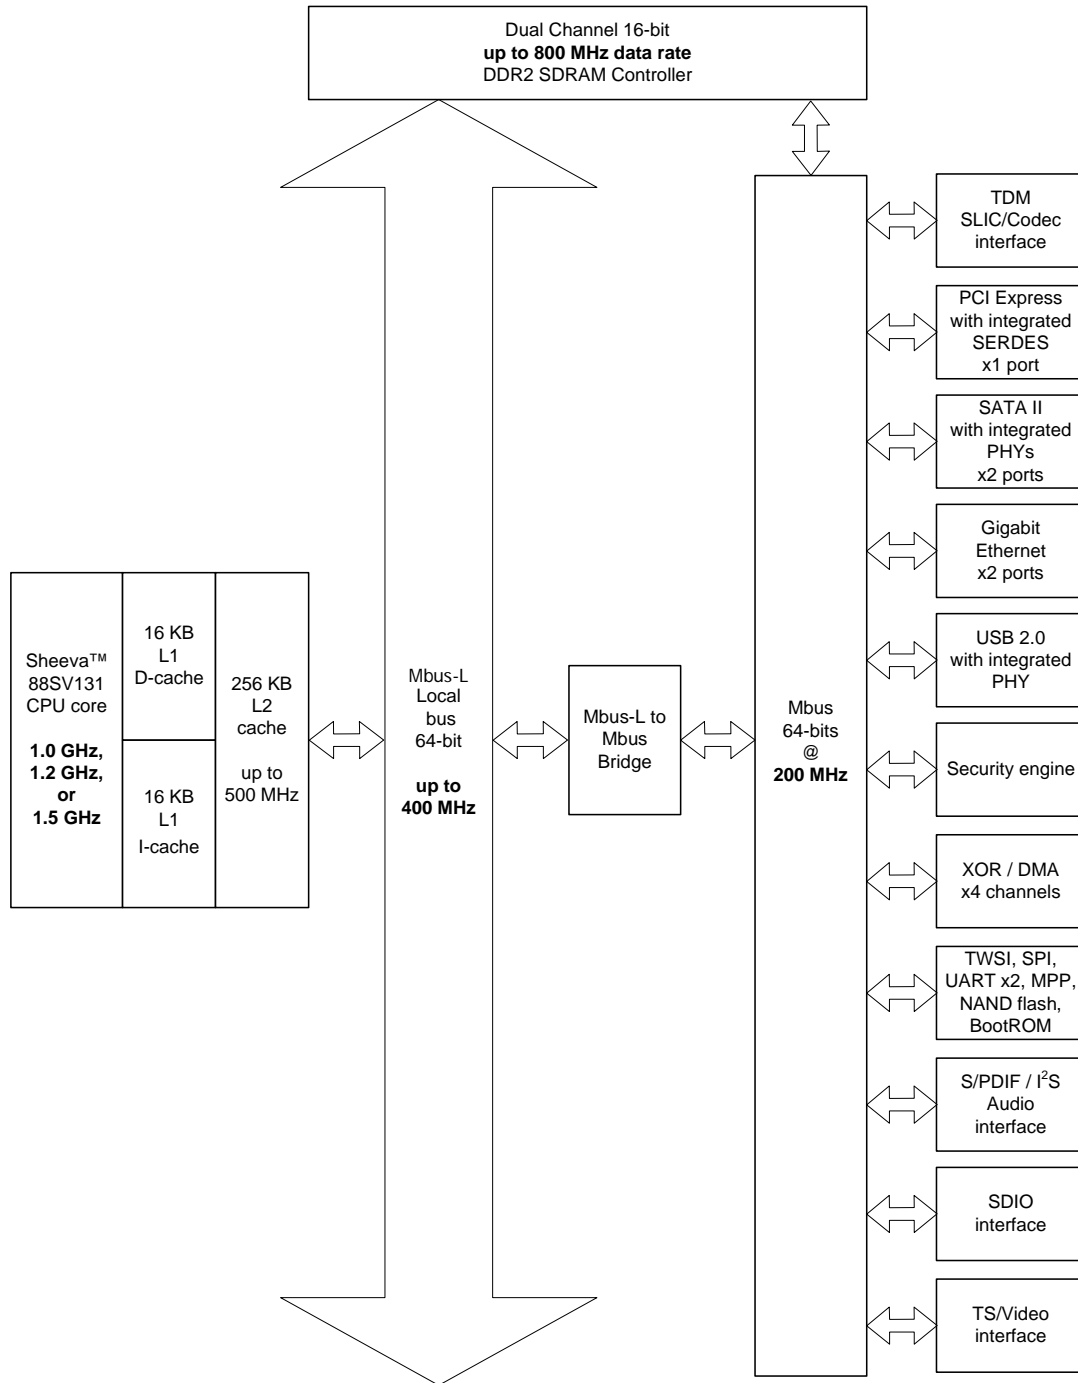 Dual Channel 16-bit
up to 800 MHz data rate
DDR2 SDRAM Controller
TDM
SLIC/Codec
interface
PCI Express
with integrated
SERDES
x1 port
SATA II
with integrated
PHYs
x2 ports
Gigabit
Ethernet
x2 ports
Sheeva™
88SV131
CPU core
1.0 GHz,
1.2 GHz,
or
1.5 GHz
16 KB
L1
D-cache
16 KB
L1
I-cache
256 KB
L2
cache
up to
500 MHz
Mbus-L
Local
bus
64-bit
up to
400 MHz
Mbus-L to
Mbus
Bridge
Mbus
64-bits
@
200 MHz
USB 2.0
with integrated
PHY
Security engine
XOR / DMA
x4 channels
TWSI, SPI,
UART x2, MPP,
NAND flash,
BootROM
S/PDIF / I²S
Audio
interface
SDIO
interface
TS/Video
interface